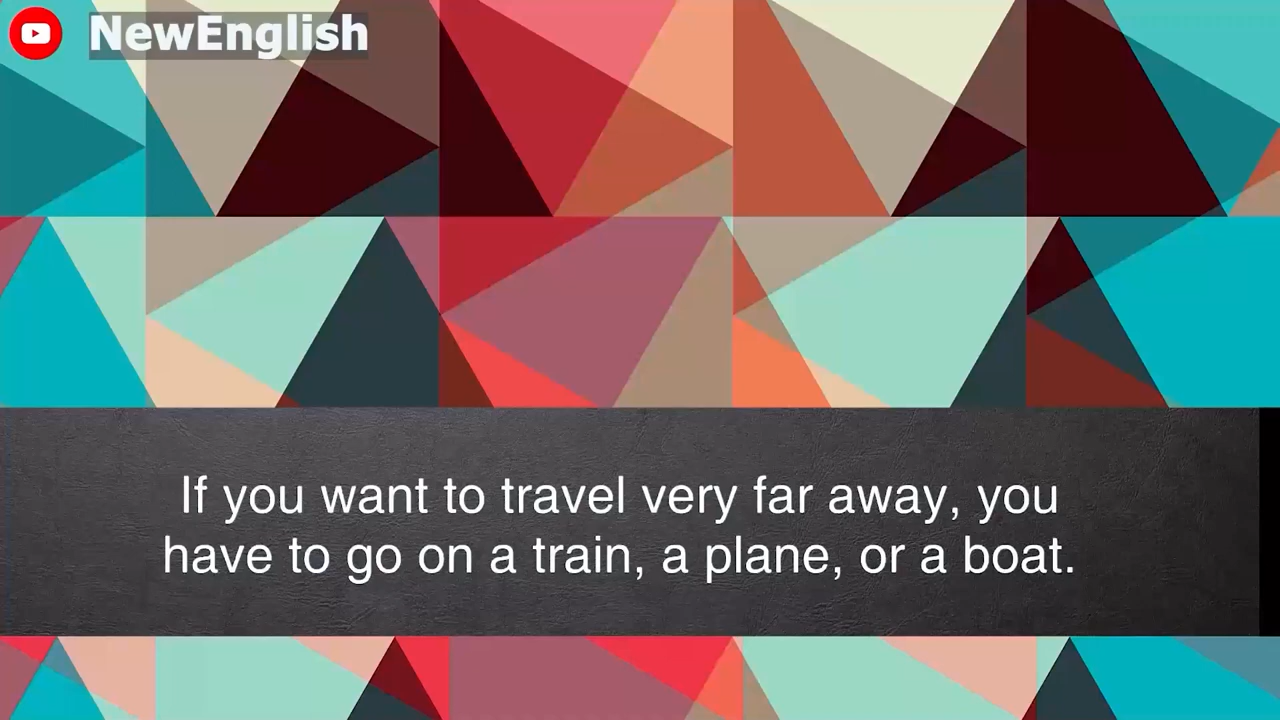 NewEnglish
If you want to travel very far away, you
have to go on a train, a plane, or a boat.